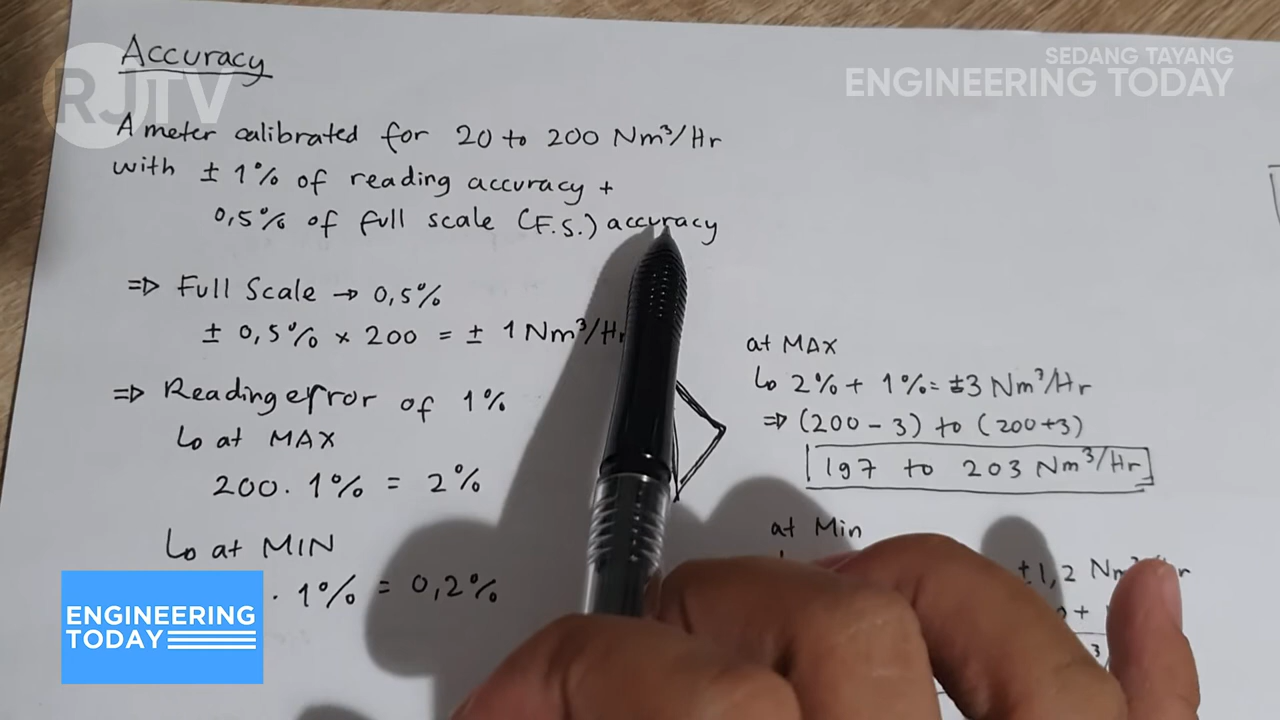 Accuracy
A meter calibrated for 20 to 200 Nm³/Hr
with ± 1% of reading accuracy +
0,5% of full scale (F.S.) accuracy
⇒ Full Scale → 0,5%
± 0,5% × 200 = ± 1 Nm³/Hr
⇒ Reading error of 1%
↳ at MAX
200 . 1% = 2%
↳ at MIN
. 1% = 0,2%
at MAX
↳ 2% + 1% = ±3 Nm³/Hr
⇒ (200 - 3) to (200+3)
197 to 203 Nm³/Hr
at Min
±1,2 Nm³/Hr
RJTV
SEDANG TAYANG
ENGINEERING TODAY
ENGINEERING
TODAY